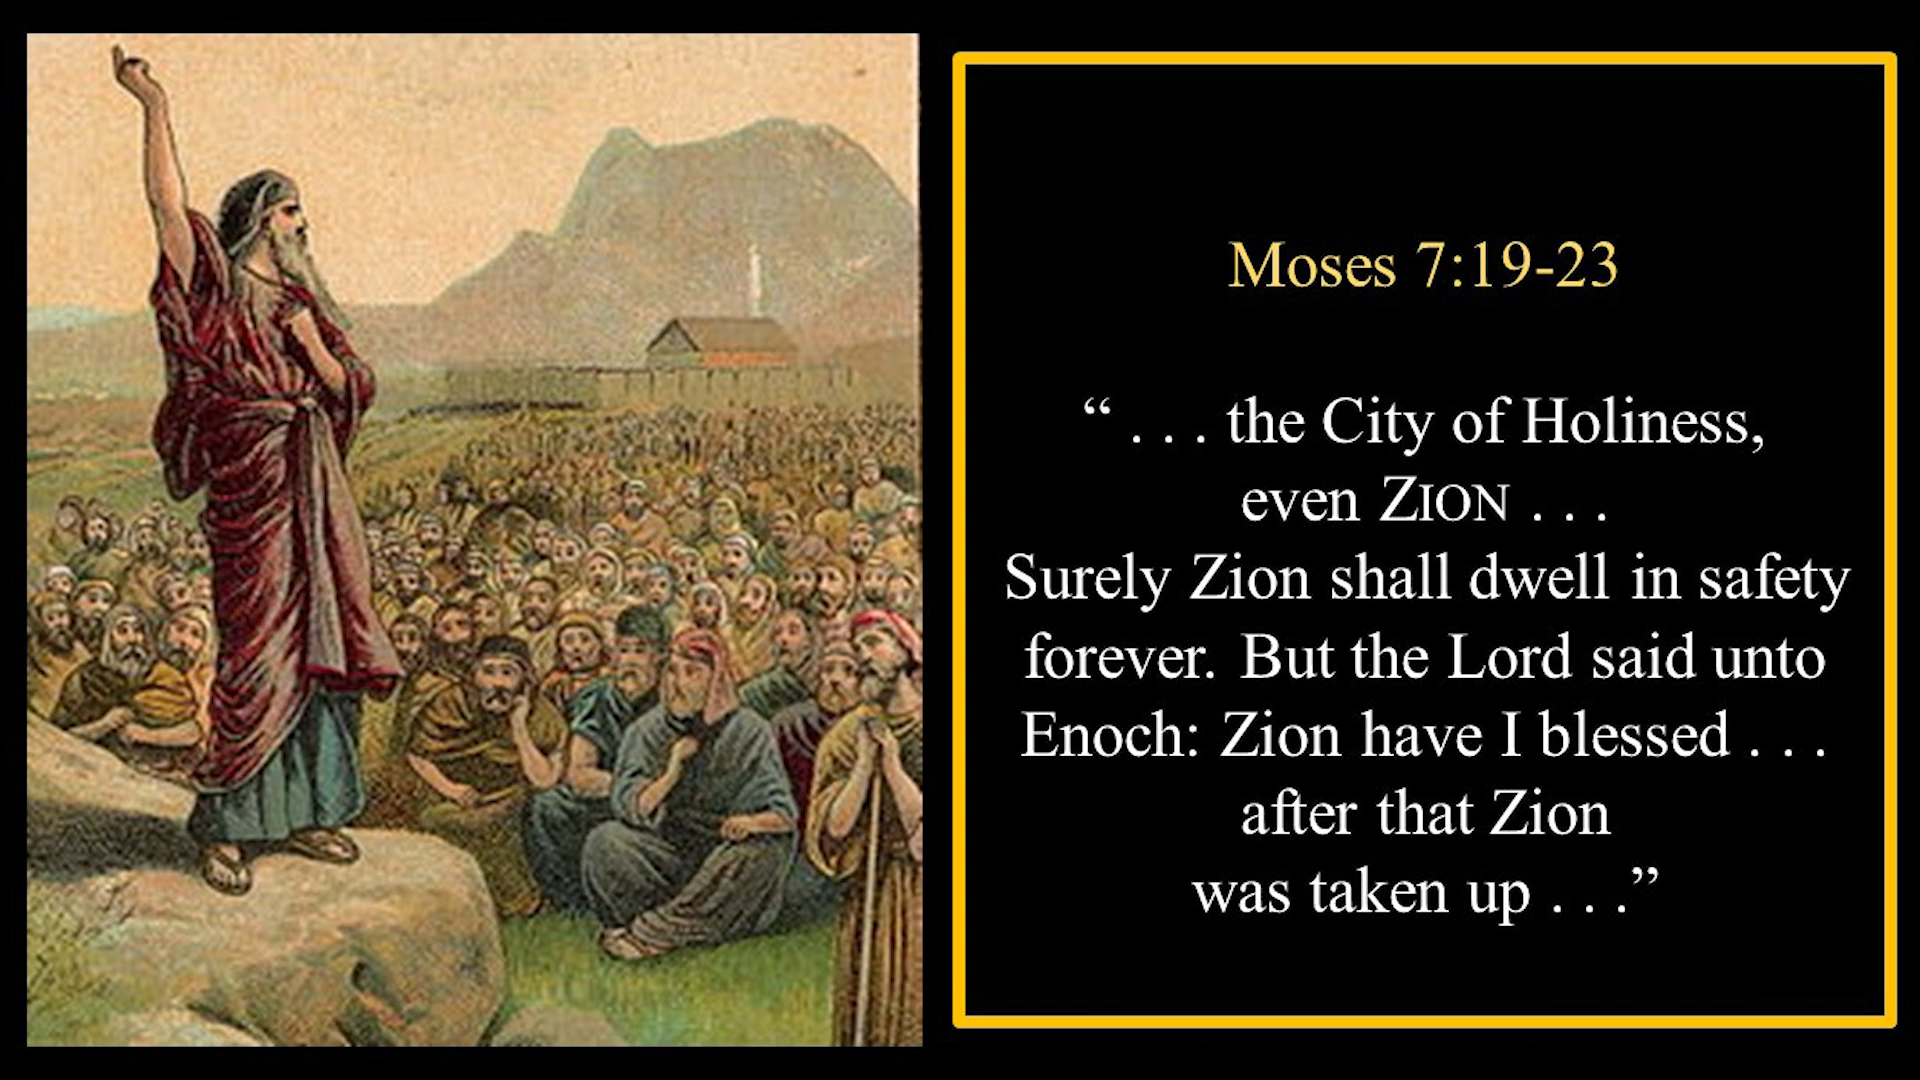 Moses 7:19-23
“ . . . the City of Holiness,
even ZION . . .
Surely Zion shall dwell in safety
forever. But the Lord said unto
Enoch: Zion have I blessed . . .
after that Zion
was taken up . . .”